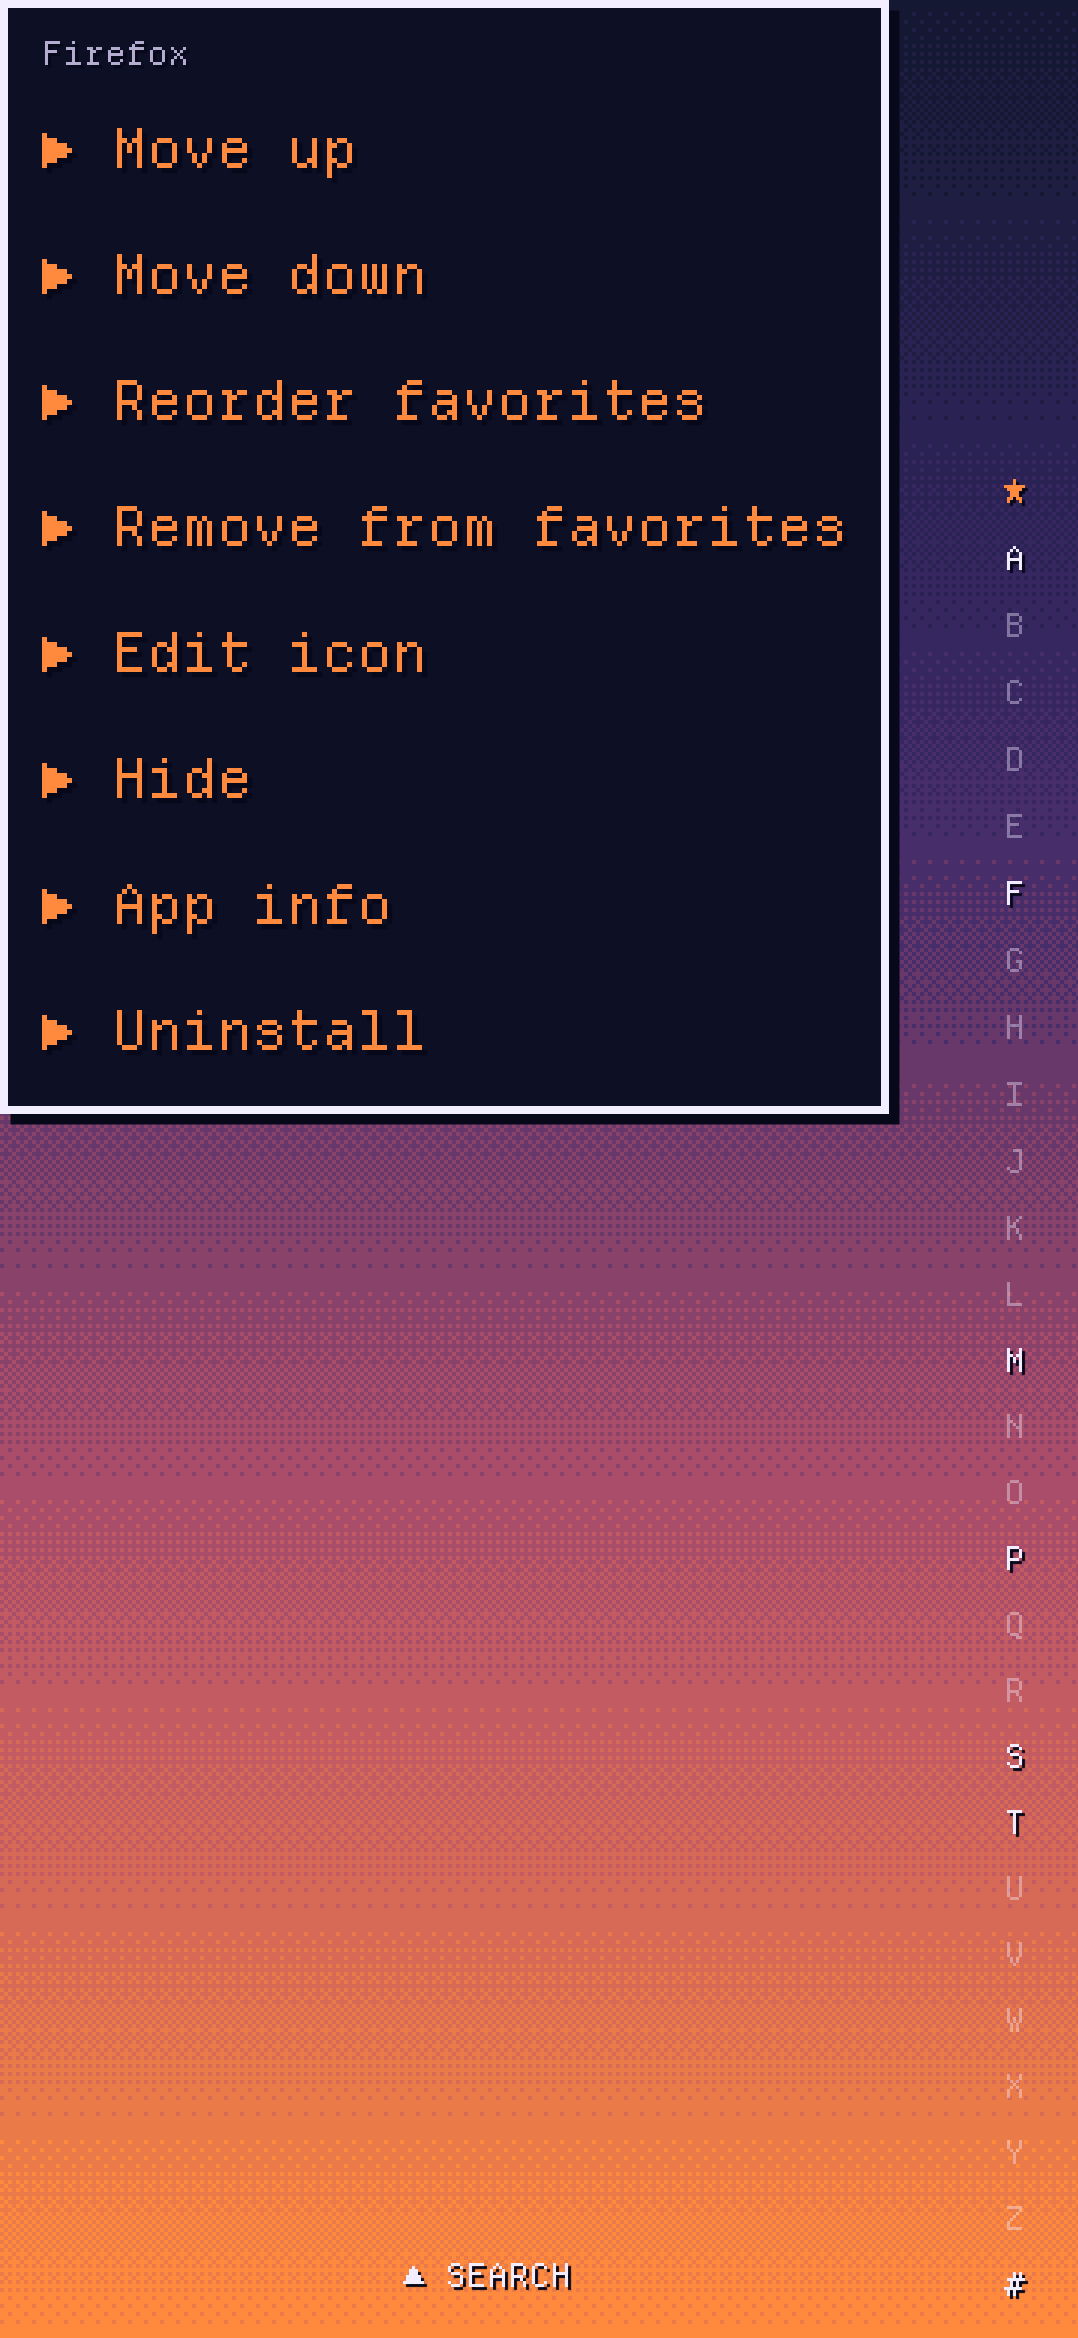 Firefox
▶ Move up
▶ Move down
▶ Reorder favorites
▶ Remove from favorites
▶ Edit icon
▶ Hide
▶ App info
▶ Uninstall
★
A
B
C
D
E
F
G
H
I
J
K
L
M
N
O
P
Q
R
S
T
U
V
W
X
Y
Z
▲ SEARCH
#